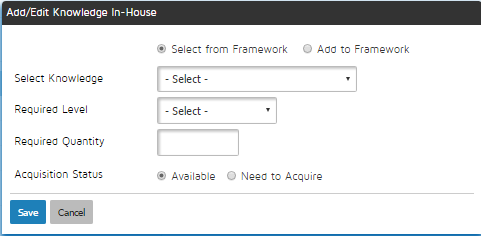 Add/Edit Knowledge In-House
Select from Framework Add to Framework
Select Knowledge - Select -
Required Level - Select -
Required Quantity
Acquisition Status Available Need to Acquire
Save Cancel